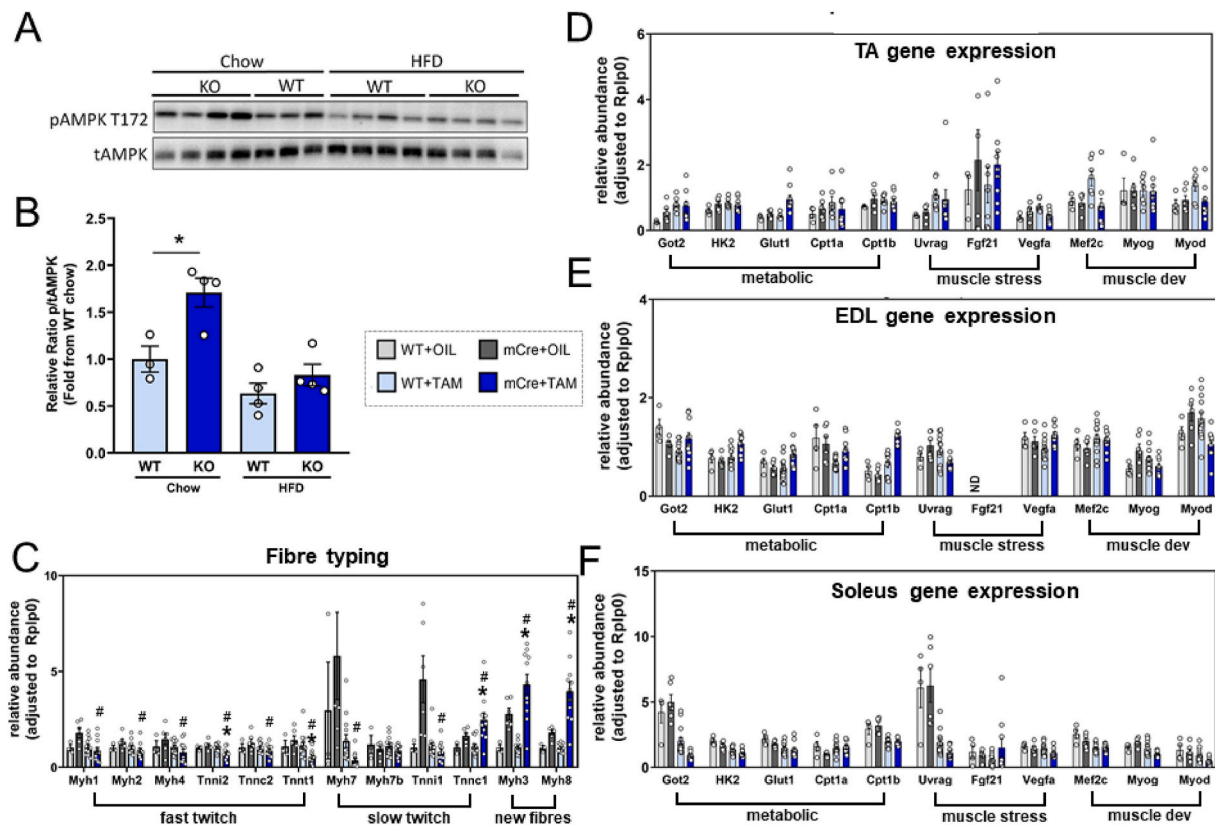 A
Chow HFD
KO WT WT KO
pAMPK T172
tAMPK
B
Relative Ratio p/tAMPK
(Fold from WT chow)
2.5
2.0
1.5
1.0
0.5
0.0
*
WT KO WT KO
Chow HFD
WT+OIL mCre+OIL
WT+TAM mCre+TAM
C
Fibre typing
relative abundance
(adjusted to Rplp0)
10
5
0
# # # # * # # * # # # * # * # *
Myh1 Myh2 Myh4 Tnni2 Tnnc2 Tnnt1 Myh7 Myh7b Tnni1 Tnnc1 Myh3 Myh8
fast twitch slow twitch new fibres
D
TA gene expression
relative abundance
(adjusted to Rplp0)
6
4
2
0
Got2 HK2 Glut1 Cpt1a Cpt1b Uvrag Fgf21 Vegfa Mef2c Myog Myod
metabolic muscle stress muscle dev
E
EDL gene expression
relative abundance
(adjusted to Rplp0)
4
2
0
ND
Got2 HK2 Glut1 Cpt1a Cpt1b Uvrag Fgf21 Vegfa Mef2c Myog Myod
metabolic muscle stress muscle dev
F
Soleus gene expression
relative abundance
(adjusted to Rplp0)
15
10
5
0
Got2 HK2 Glut1 Cpt1a Cpt1b Uvrag Fgf21 Vegfa Mef2c Myog Myod
metabolic muscle stress muscle dev